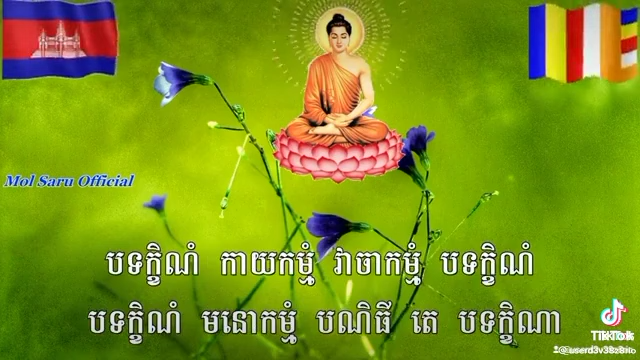 Mol Saru Official
បទក្ខិណំ កាយកម្មំ វាចាកម្មំ បទក្ខិណំ
បទក្ខិណំ មនោកម្មំ បណិធី តេ បទក្ខិណា
TikTok